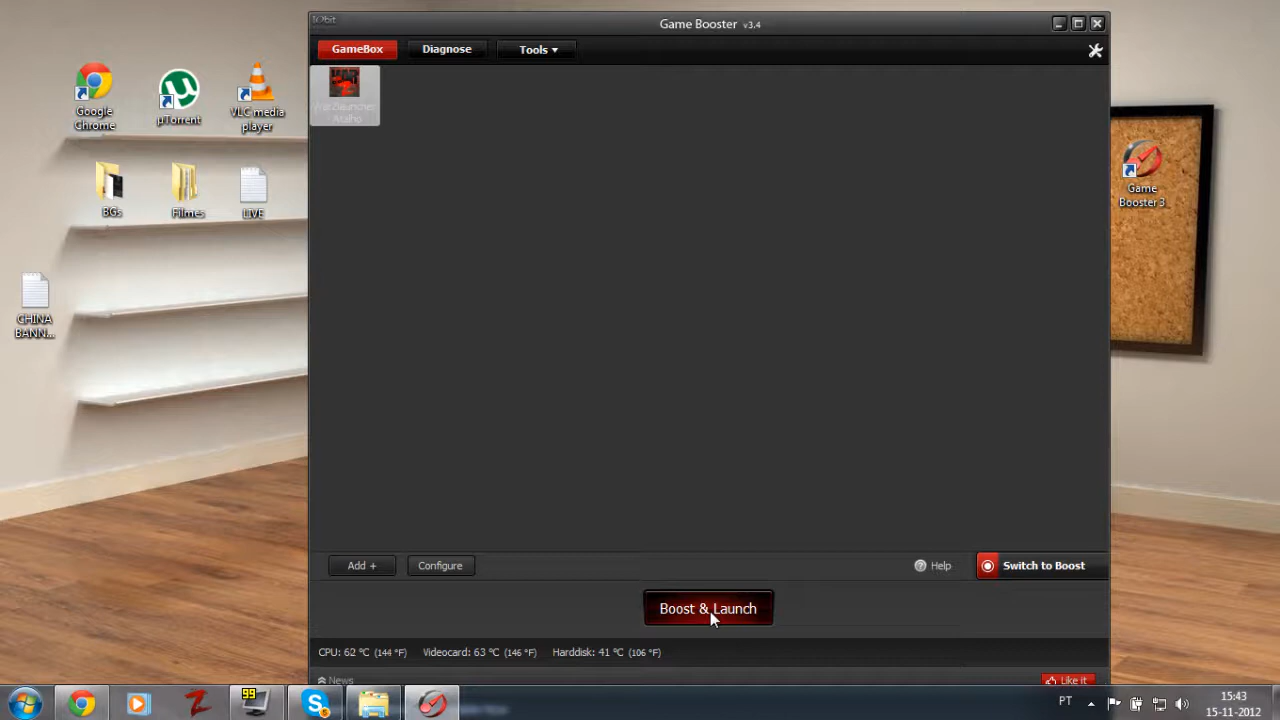 IObit
Game Booster v3.4
GameBox
Diagnose
Tools
Google
Chrome
µTorrent
VLC media
player
Atalho
BGs
Filmes
LIVE
Game
Booster 3
CHINA
BANN...
Add +
Configure
Help
Switch to Boost
Boost & Launch
CPU: 62 °C (144 °F) Videocard: 63 °C (146 °F) Harddisk: 41 °C (106 °F)
News
Like it
99
PT
15:43
15-11-2012